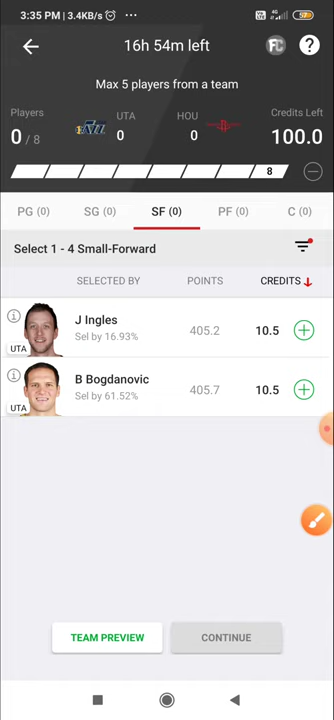 3:35 PM | 3.4KB/s
57
16h 54m left
FC
?
Max 5 players from a team
Players
UTA
HOU
Credits Left
0 / 8
0
0
100.0
8
PG (0)
SG (0)
SF (0)
PF (0)
C (0)
Select 1 - 4 Small-Forward
SELECTED BY
POINTS
CREDITS
J Ingles
Sel by 16.93%
405.2
10.5
UTA
B Bogdanovic
Sel by 61.52%
405.7
10.5
UTA
TEAM PREVIEW
CONTINUE